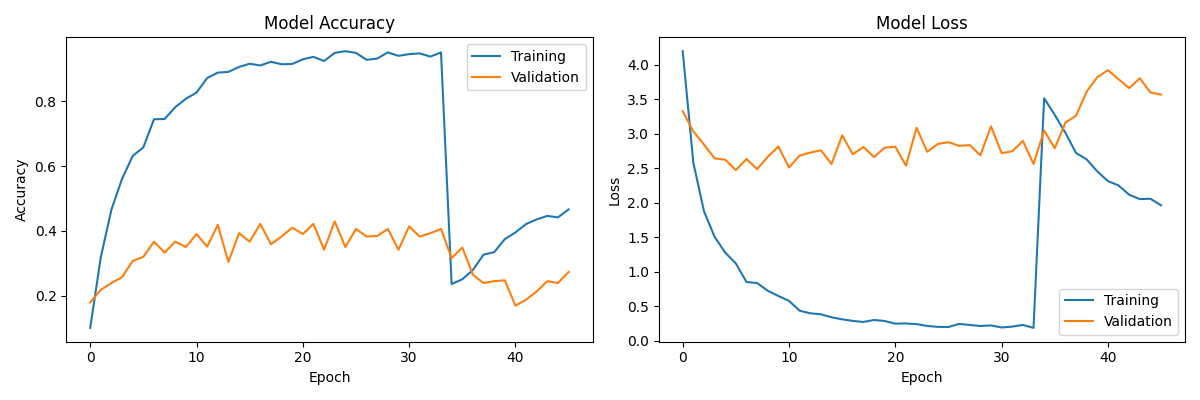 Model Accuracy
Training
Validation
0.8
0.6
0.4
0.2
Accuracy
0
10
20
30
40
Epoch
Model Loss
4.0
3.5
3.0
2.5
2.0
1.5
1.0
0.5
0.0
Loss
Training
Validation
0
10
20
30
40
Epoch